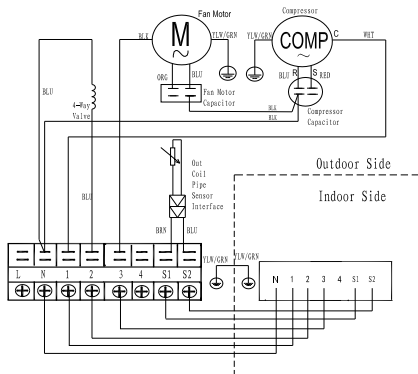 Compressor
Fan Motor
BLK
M
YLW/GRN
YLW/GRN
COMP
C
WHT
ORG
BLU
BLU
R
S
RED
BLU
4-Way
Valve
Fan Motor
Capacitor
BLK
BLK
Compressor
Capacitor
Out
Coil
Pipe
Sensor
Interface
Outdoor Side
Indoor Side
BLU
BRN
BLU
YLW/GRN
YLW/GRN
L N 1 2 3 4 S1 S2
N 1 2 3 4 S1 S2